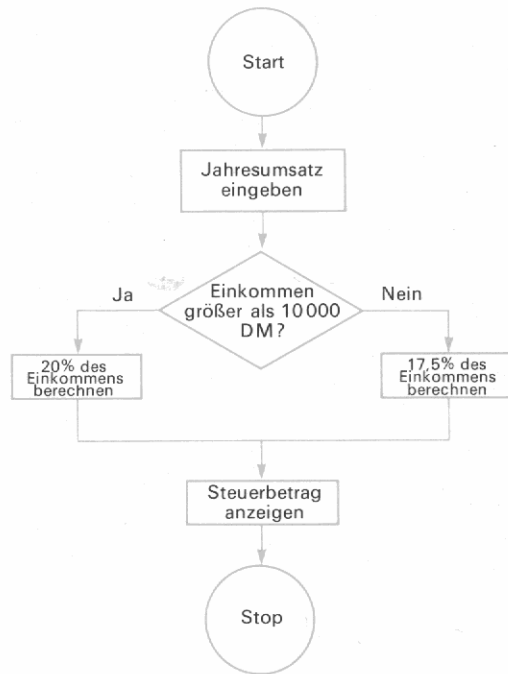 Start
Jahresumsatz
eingeben
Einkommen
größer als 10 000
DM?
Ja
Nein
20% des
Einkommens
berechnen
17,5% des
Einkommens
berechnen
Steuerbetrag
anzeigen
Stop